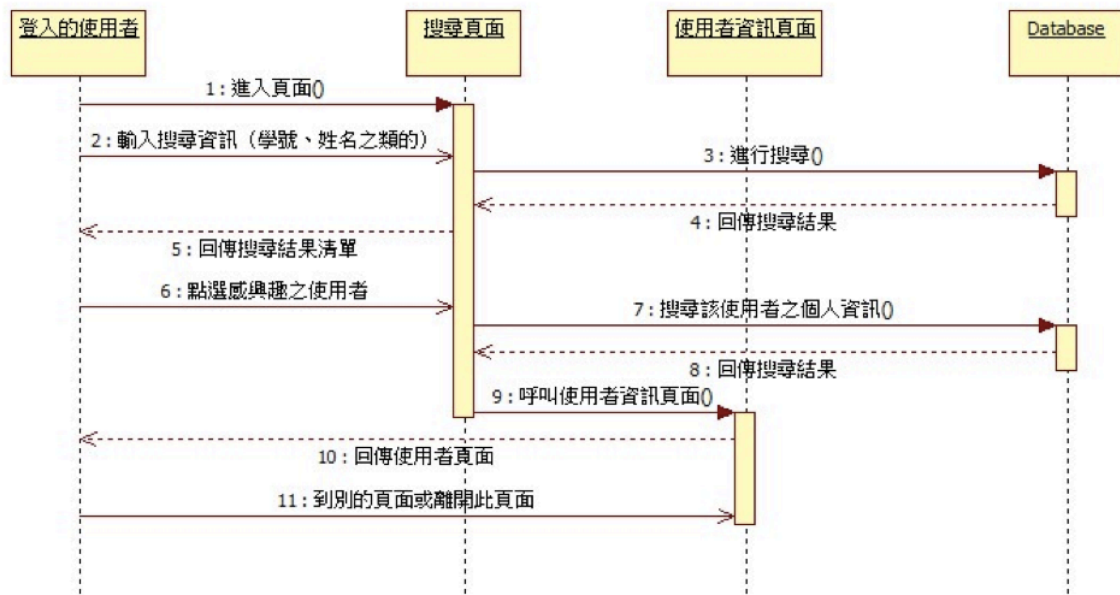 登入的使用者
搜尋頁面
使用者資訊頁面
Database
1 : 進入頁面()
2 : 輸入搜尋資訊（學號、姓名之類的）
3 : 進行搜尋()
4 : 回傳搜尋結果
5 : 回傳搜尋結果清單
6 : 點選感興趣之使用者
7 : 搜尋該使用者之個人資訊()
8 : 回傳搜尋結果
9 : 呼叫使用者資訊頁面()
10 : 回傳使用者頁面
11 : 到別的頁面或離開此頁面